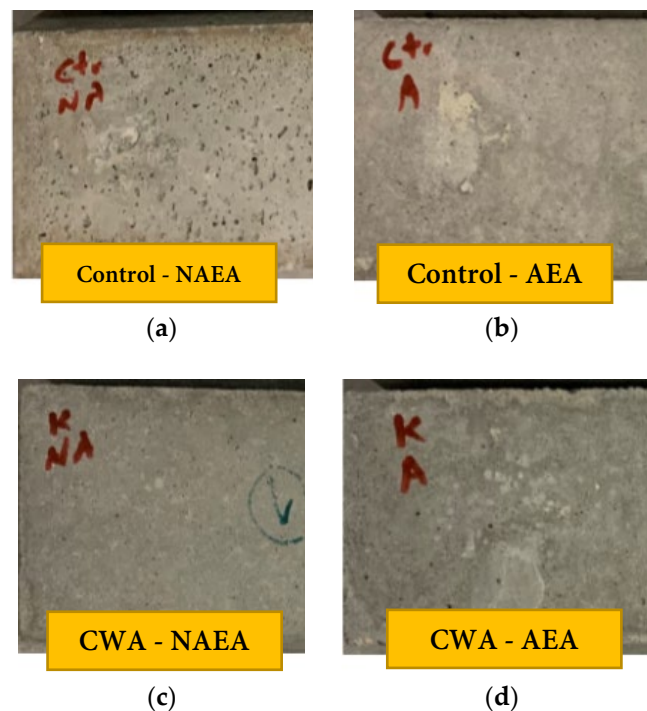 Ctr
NA
Control - NAEA
(a)
Ctr
A
Control - AEA
(b)
K
NA
CWA - NAEA
(c)
K
A
CWA - AEA
(d)